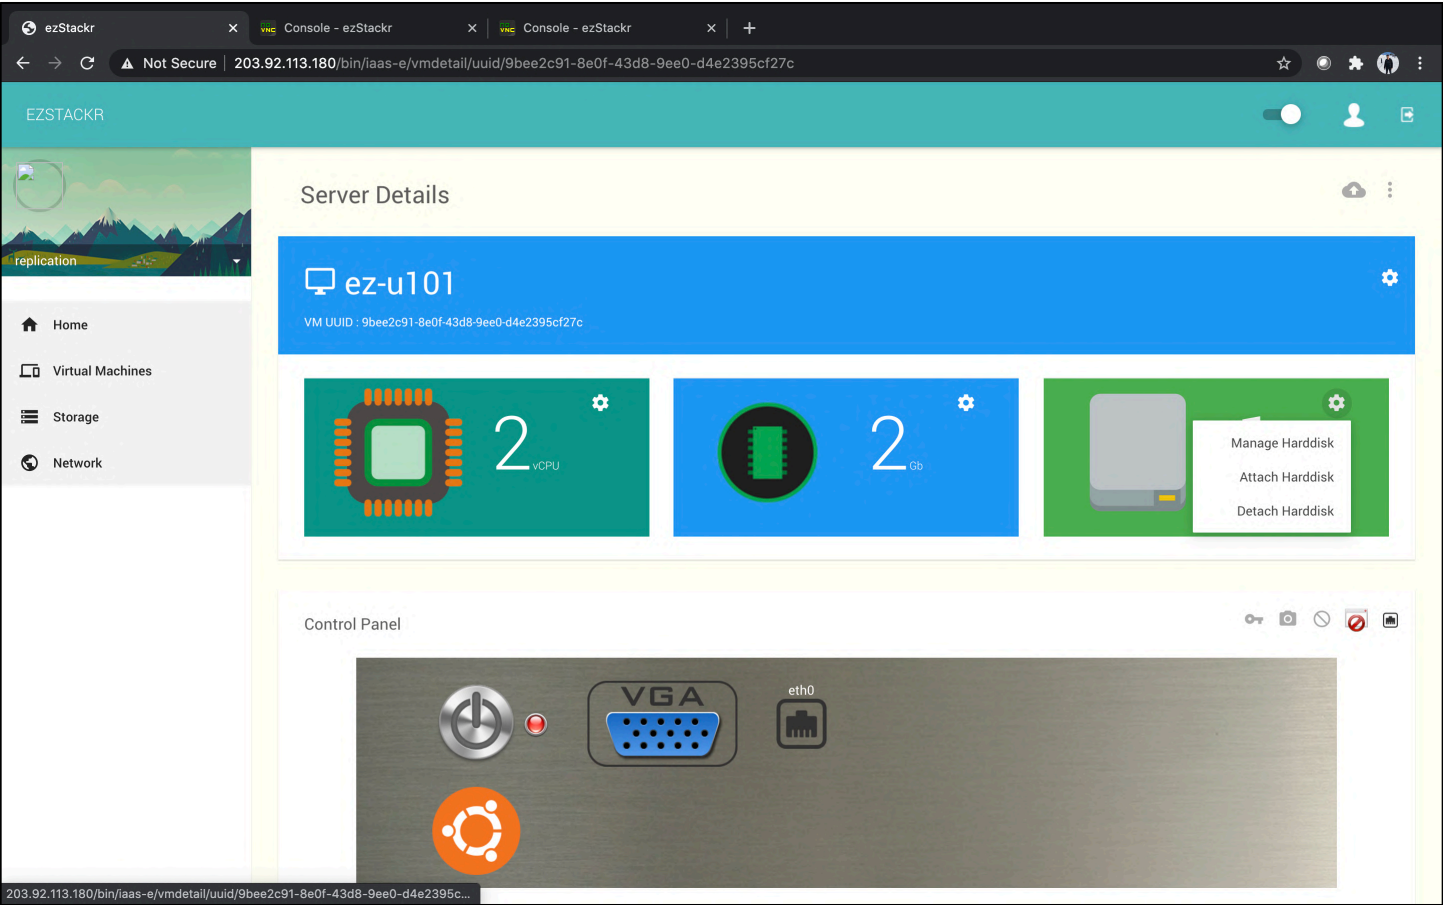 ezStackr
Console - ezStackr
Console - ezStackr
Not Secure | 203.92.113.180/bin/iaas-e/vmdetail/uuid/9bee2c91-8e0f-43d8-9ee0-d4e2395cf27c
EZSTACKR
replication
Home
Virtual Machines
Storage
Network
Server Details
ez-u101
VM UUID : 9bee2c91-8e0f-43d8-9ee0-d4e2395cf27c
2 vCPU
2 Gb
Manage Harddisk
Attach Harddisk
Detach Harddisk
Control Panel
VGA
eth0
203.92.113.180/bin/iaas-e/vmdetail/uuid/9bee2c91-8e0f-43d8-9ee0-d4e2395c...